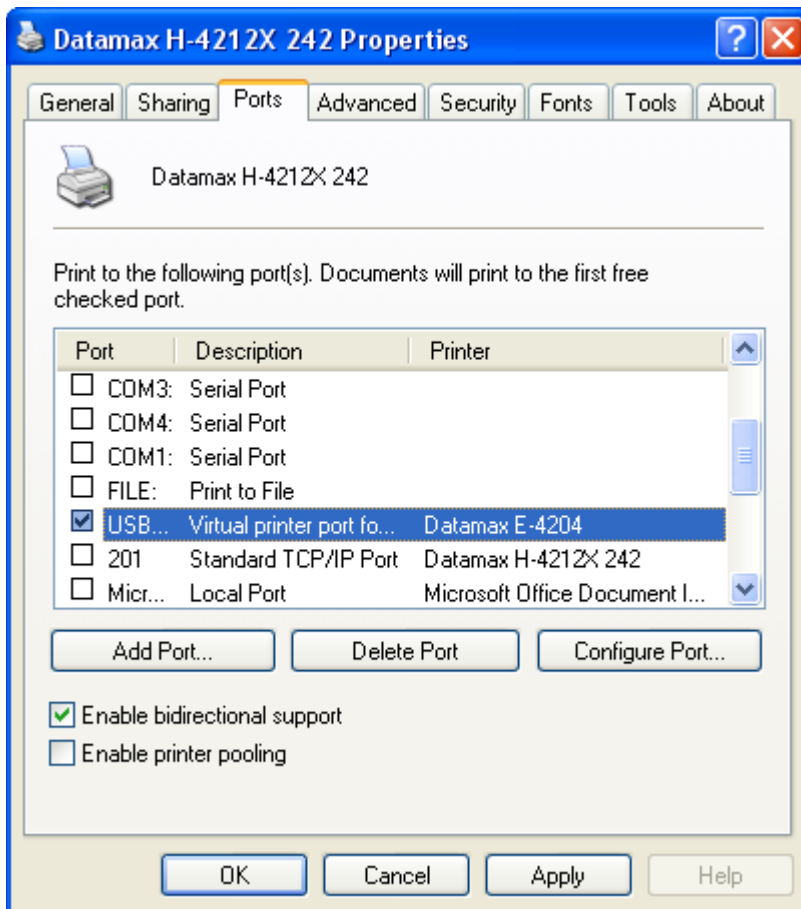 Datamax H-4212X 242 Properties
General Sharing Ports Advanced Security Fonts Tools About
Datamax H-4212X 242
Print to the following port(s). Documents will print to the first free
checked port.
Port Description Printer
COM3: Serial Port
COM4: Serial Port
COM1: Serial Port
FILE: Print to File
USB... Virtual printer port fo... Datamax E-4204
201 Standard TCP/IP Port Datamax H-4212X 242
Micr... Local Port Microsoft Office Document I...
Add Port... Delete Port Configure Port...
Enable bidirectional support
Enable printer pooling
OK Cancel Apply Help